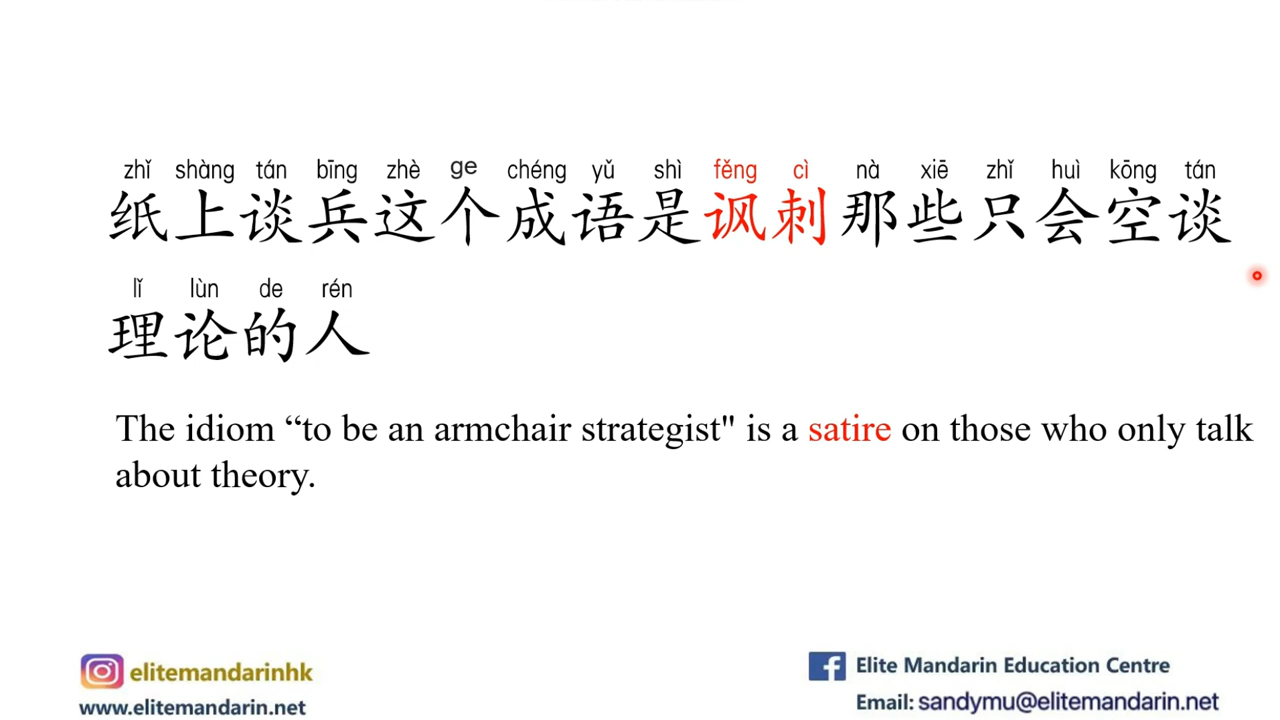 zhǐ shàng tán bīng zhè ge chéng yǔ shì fěng cì nà xiē zhǐ huì kōng tán
纸上谈兵这个成语是讽刺那些只会空谈
lǐ lùn de rén
理论的人
The idiom “to be an armchair strategist" is a satire on those who only talk
about theory.
elitemandarinhk
www.elitemandarin.net
Elite Mandarin Education Centre
Email: sandymu@elitemandarin.net